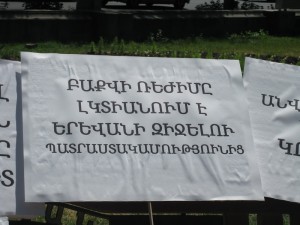 ԲԱՔՎԻ ՌԵԺԻՄԸ
ԼԿՏԻԱՆՈՒՄ Է
ԵՐԵՎԱՆԻ ԶԻՋԵԼՈՒ
ՊԱՏՐԱՍՏԱԿԱՄՈՒԹՅՈՒՆԻՑ